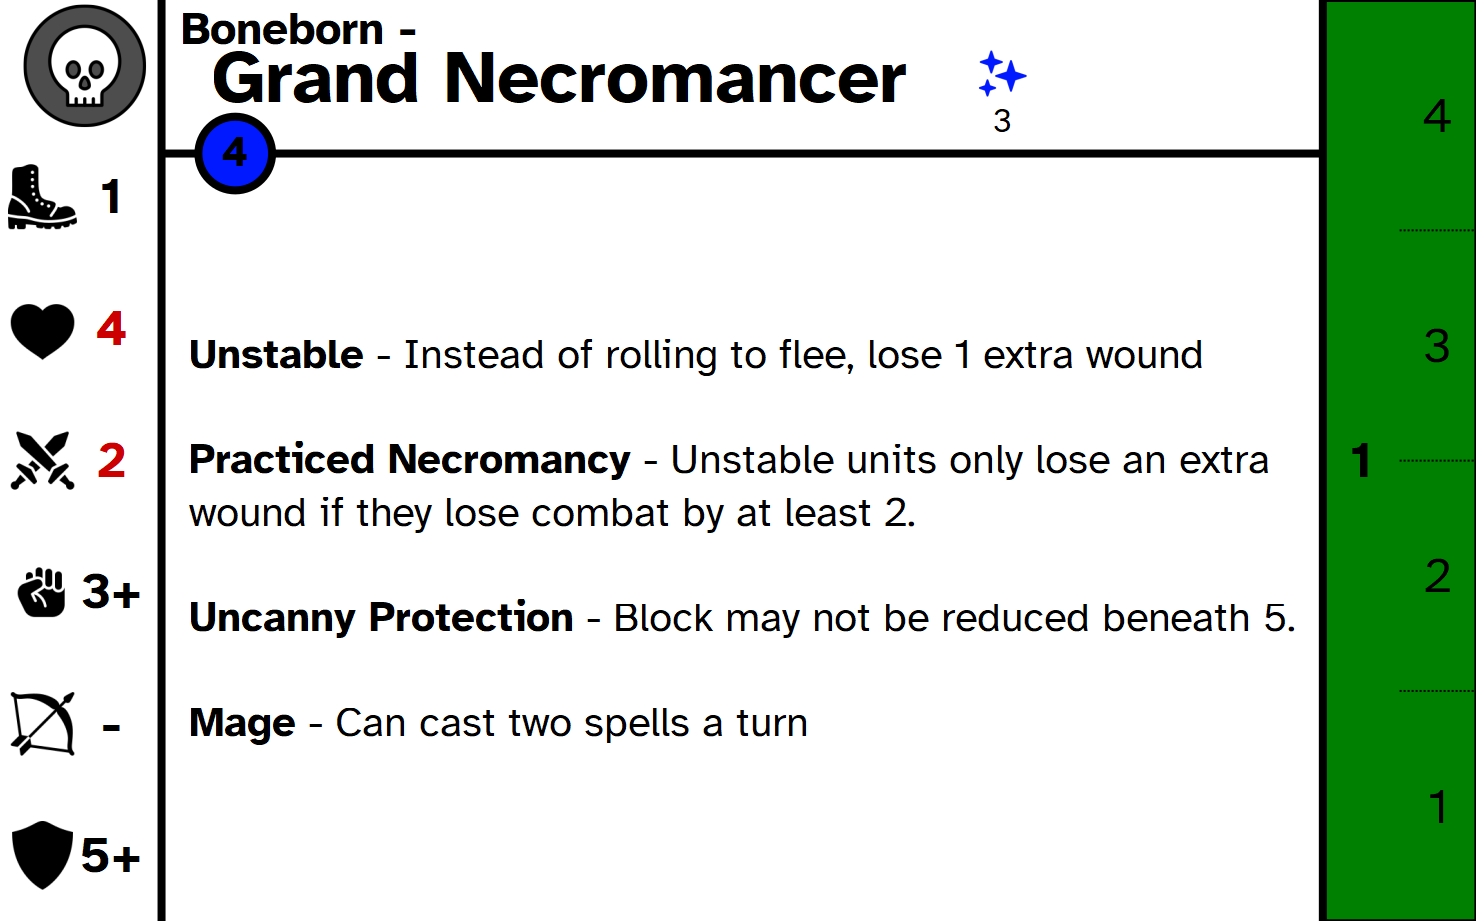 Boneborn -
Grand Necromancer
3
4
1
4
2
3+
-
5+
Unstable - Instead of rolling to flee, lose 1 extra wound
Practiced Necromancy - Unstable units only lose an extra
wound if they lose combat by at least 2.
Uncanny Protection - Block may not be reduced beneath 5.
Mage - Can cast two spells a turn
1
4
3
2
1